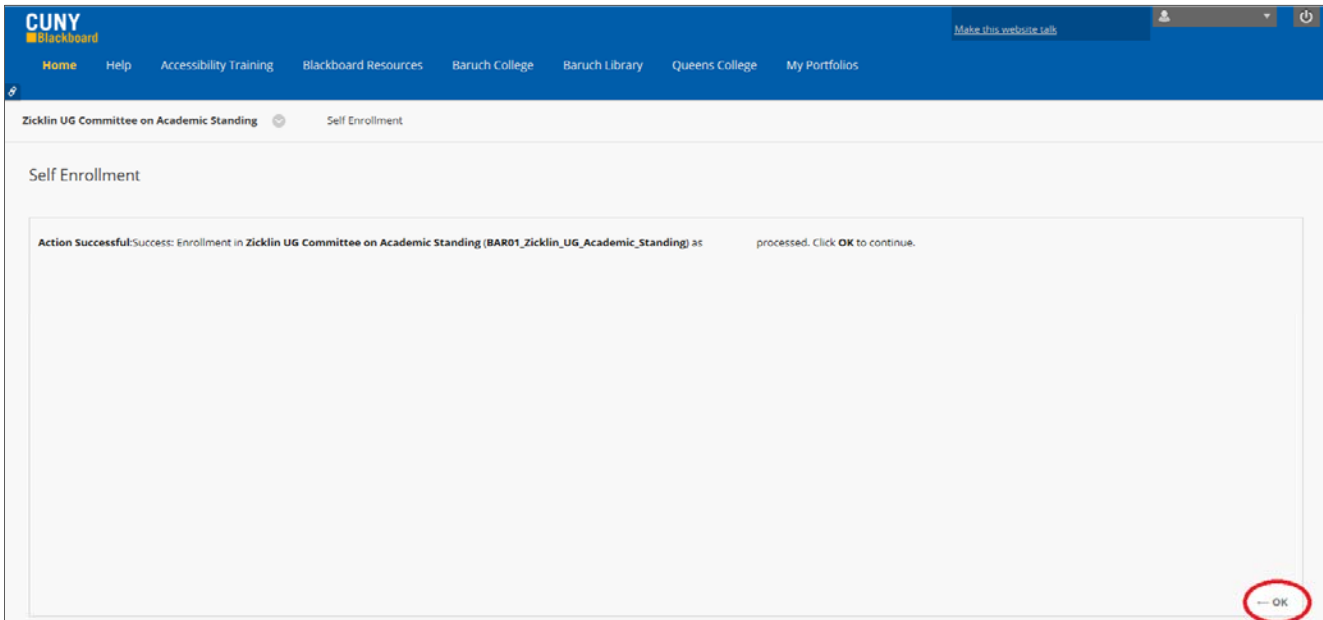 CUNY
Blackboard
Make this website talk
Home Help Accessibility Training Blackboard Resources Baruch College Baruch Library Queens College My Portfolios
Zicklin UG Committee on Academic Standing Self Enrollment
Self Enrollment
Action Successful:Success: Enrollment in Zicklin UG Committee on Academic Standing (BAR01_Zicklin_UG_Academic_Standing) as processed. Click OK to continue.
← OK